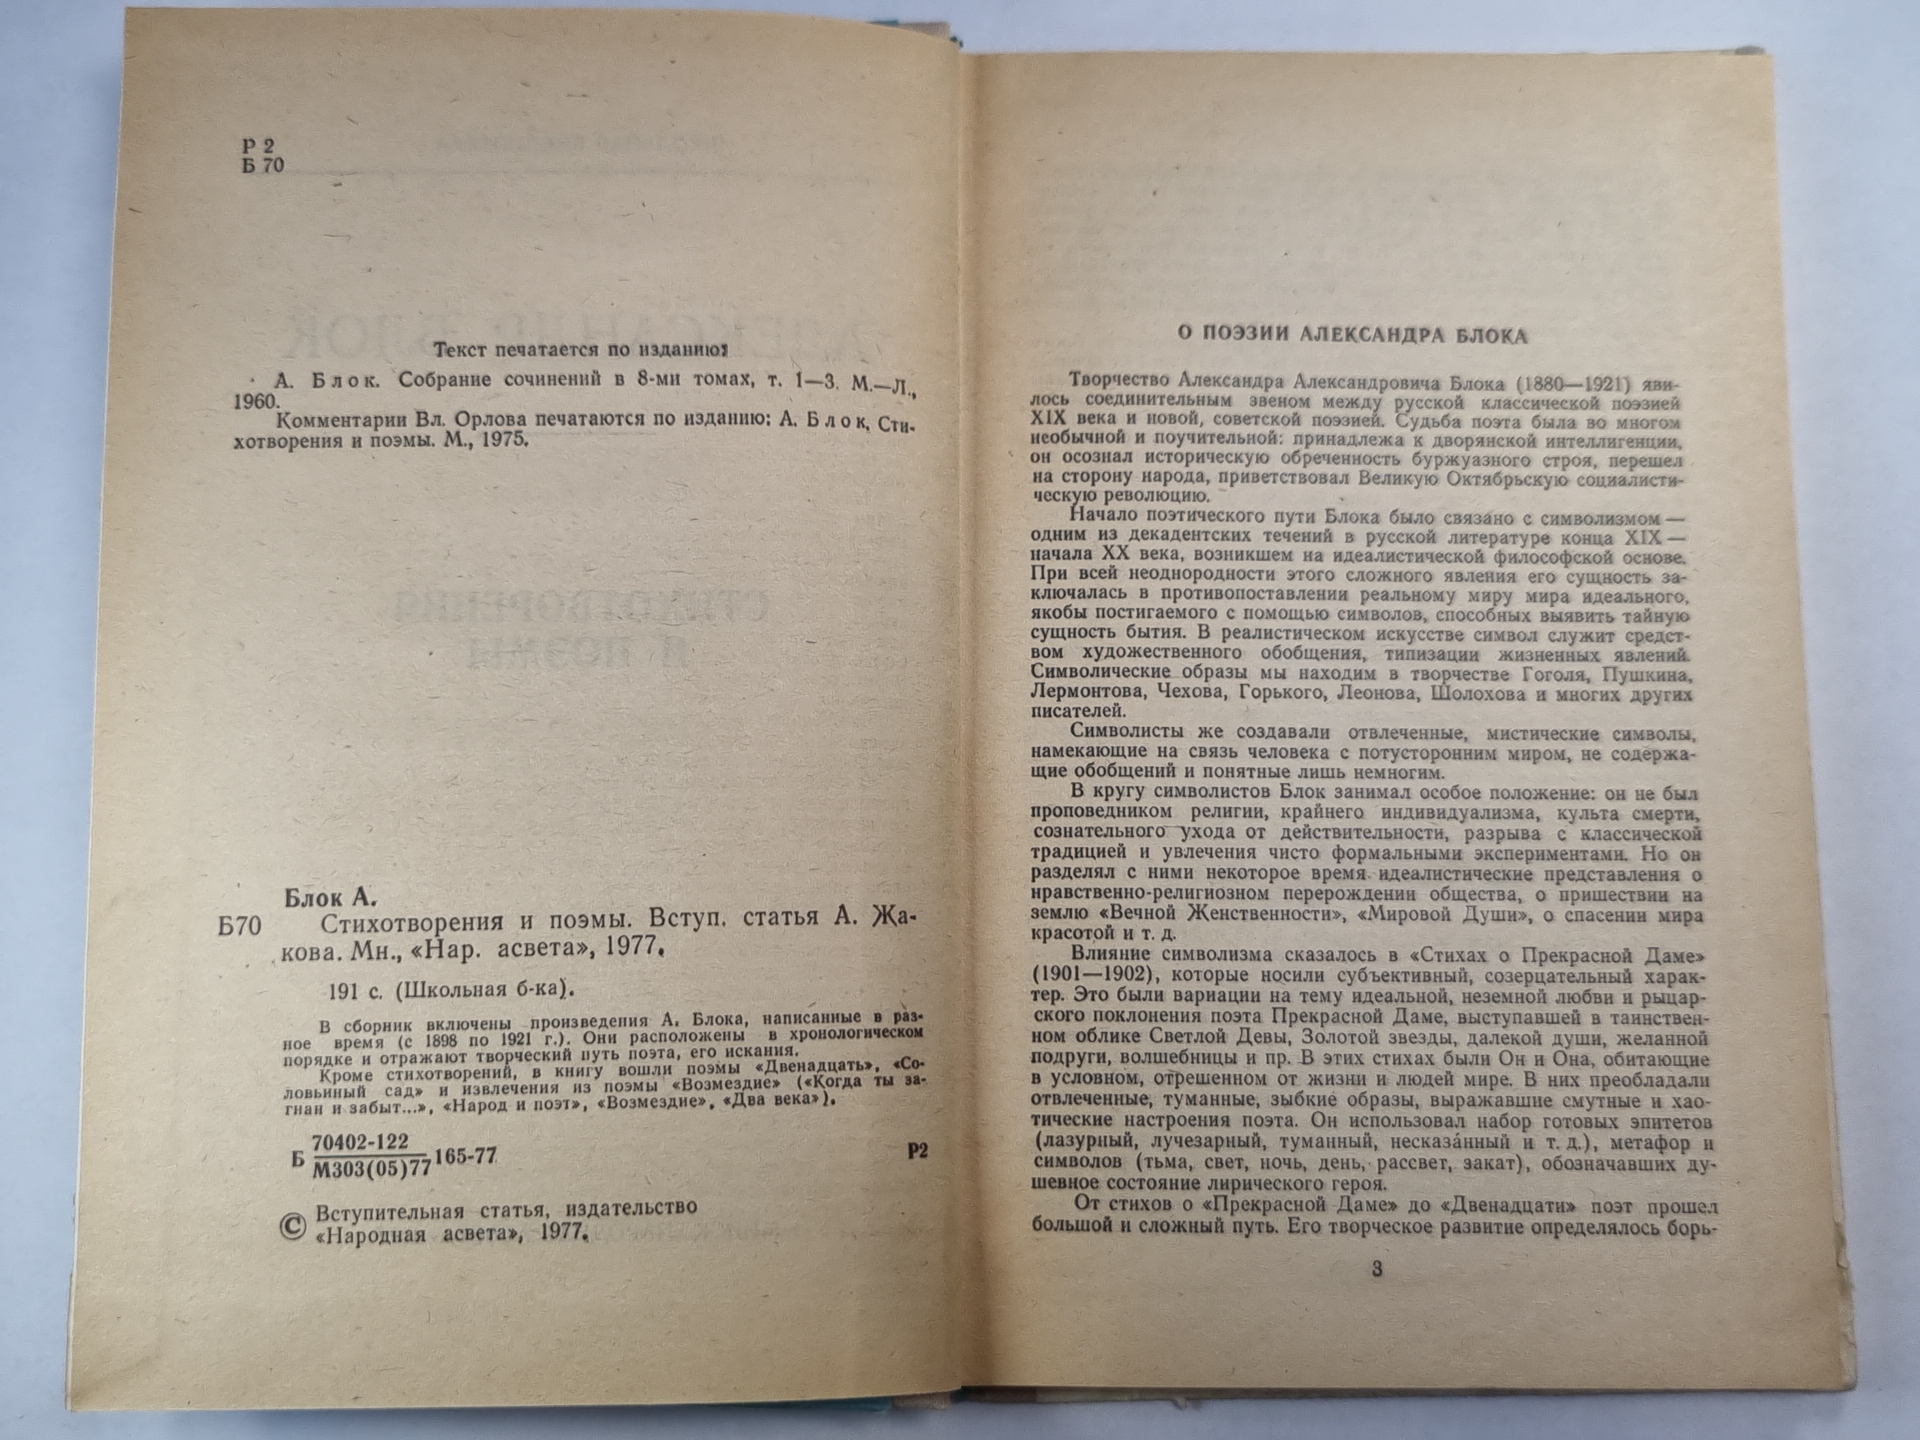 Р 2
Б 70
Текст печатается по изданию:
А. Блок. Собрание сочинений в 8-ми томах, т. 1—3. М.—Л.,
1960.
Комментарии Вл. Орлова печатаются по изданию: А. Блок, Сти-
хотворения и поэмы. М., 1975.
Блок А.
Б70 Стихотворения и поэмы. Вступ. статья А. Жа-
кова. Мн., «Нар. асвета», 1977.
191 с. (Школьная б-ка).
В сборник включены произведения А. Блока, написанные в раз-
ное время (с 1898 по 1921 г.). Они расположены в хронологическом
порядке и отражают творческий путь поэта, его искания.
Кроме стихотворений, в книгу вошли поэмы «Двенадцать», «Со-
ловьиный сад» и извлечения из поэмы «Возмездие» («Когда ты за-
гнан и забит...», «Народ и поэт», «Возмездие», «Два века»).
Б 70402-122
М303(05)77 165-77 Р2
© Вступительная статья, издательство
«Народная асвета», 1977.
О ПОЭЗИИ АЛЕКСАНДРА БЛОКА
Творчество Александра Александровича Блока (1880—1921) яви-
лось соединительным звеном между русской классической поэзией
XIX века и новой, советской поэзией. Судьба поэта была во многом
необычной и поучительной: принадлежа к дворянской интеллигенции,
он осознал историческую обреченность буржуазного строя, перешел
на сторону народа, приветствовал Великую Октябрьскую социалисти-
ческую революцию.
Начало поэтического пути Блока было связано с символизмом —
одним из декадентских течений в русской литературе конца XIX —
начала XX века, возникшем на идеалистической философской основе.
При всей неоднородности этого сложного явления его сущность за-
ключалась в противопоставлении реальному миру мира идеального,
якобы постигаемого с помощью символов, способных выявить тайную
сущность бытия. В реалистическом искусстве символ служит средст-
вом художественного обобщения, типизации жизненных явлений.
Символические образы мы находим в творчестве Гоголя, Пушкина,
Лермонтова, Чехова, Горького, Леонова, Шолохова и многих других
писателей.
Символисты же создавали отвлеченные, мистические символы,
намекающие на связь человека с потусторонним миром, не содержа-
щие обобщений и понятные лишь немногим.
В кругу символистов Блок занимал особое положение: он не был
проповедником религии, крайнего индивидуализма, культа смерти,
сознательного ухода от действительности, разрыва с классической
традицией и увлечения чисто формальными экспериментами. Но он
разделял с ними некоторое время идеалистические представления о
нравственно-религиозном перерождении общества, о пришествии на
землю «Вечной Женственности», «Мировой Души», о спасении мира
красотой и т. д.
Влияние символизма сказалось в «Стихах о Прекрасной Даме»
(1901—1902), которые носили субъективный, созерцательный харак-
тер. Это были вариации на тему идеальной, неземной любви и рыцар-
ского поклонения поэта Прекрасной Даме, выступавшей в таинствен-
ном облике Светлой Девы, Золотой звезды, далекой души, желанной
подруги, волшебницы и пр. В этих стихах были Он и Она, обитающие
в условном, отрешенном от жизни и людей мире. В них преобладали
отвлеченные, туманные, зыбкие образы, выражавшие смутные и хао-
тические настроения поэта. Он использовал набор готовых эпитетов
(лазурный, лучезарный, туманный, несказáнный и т. д.), метафор и
символов (тьма, свет, ночь, день, рассвет, закат), обозначавших ду-
шевное состояние лирического героя.
От стихов о «Прекрасной Даме» до «Двенадцати» поэт прошел
большой и сложный путь. Его творческое развитие определялось борь-
3